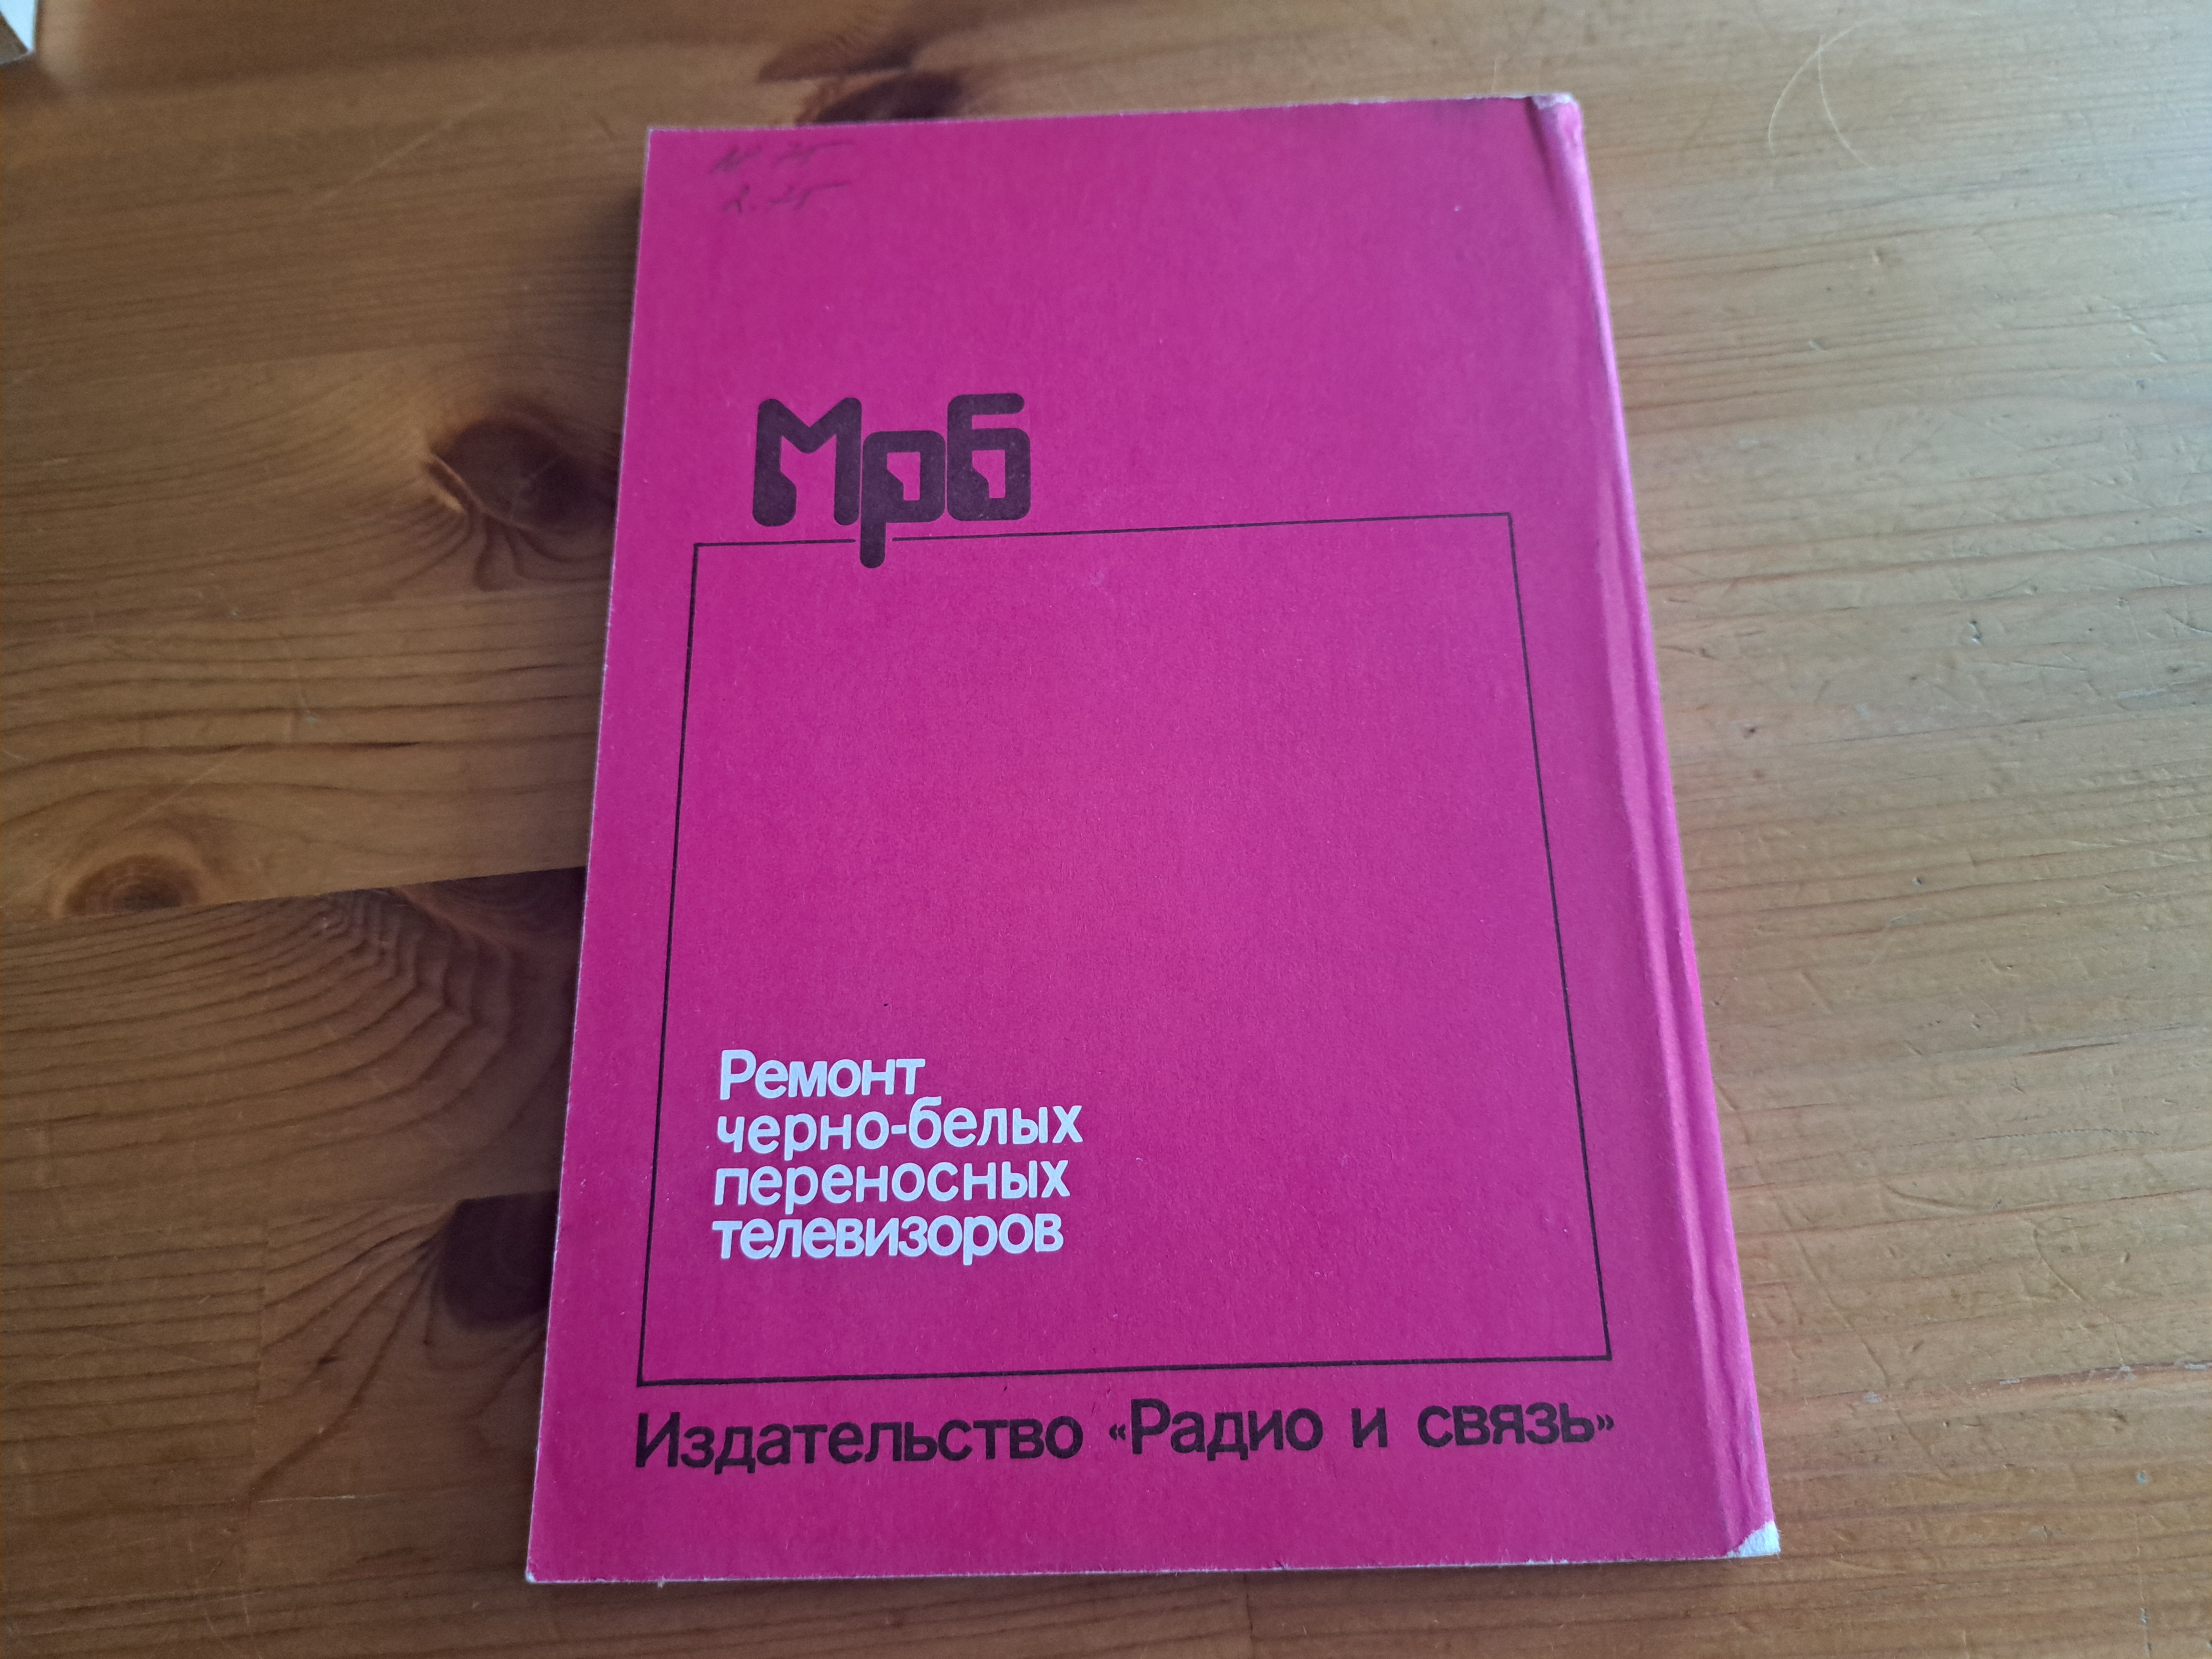 Мрб
Ремонт
черно-белых
переносных
телевизоров
Издательство «Радио и связь»